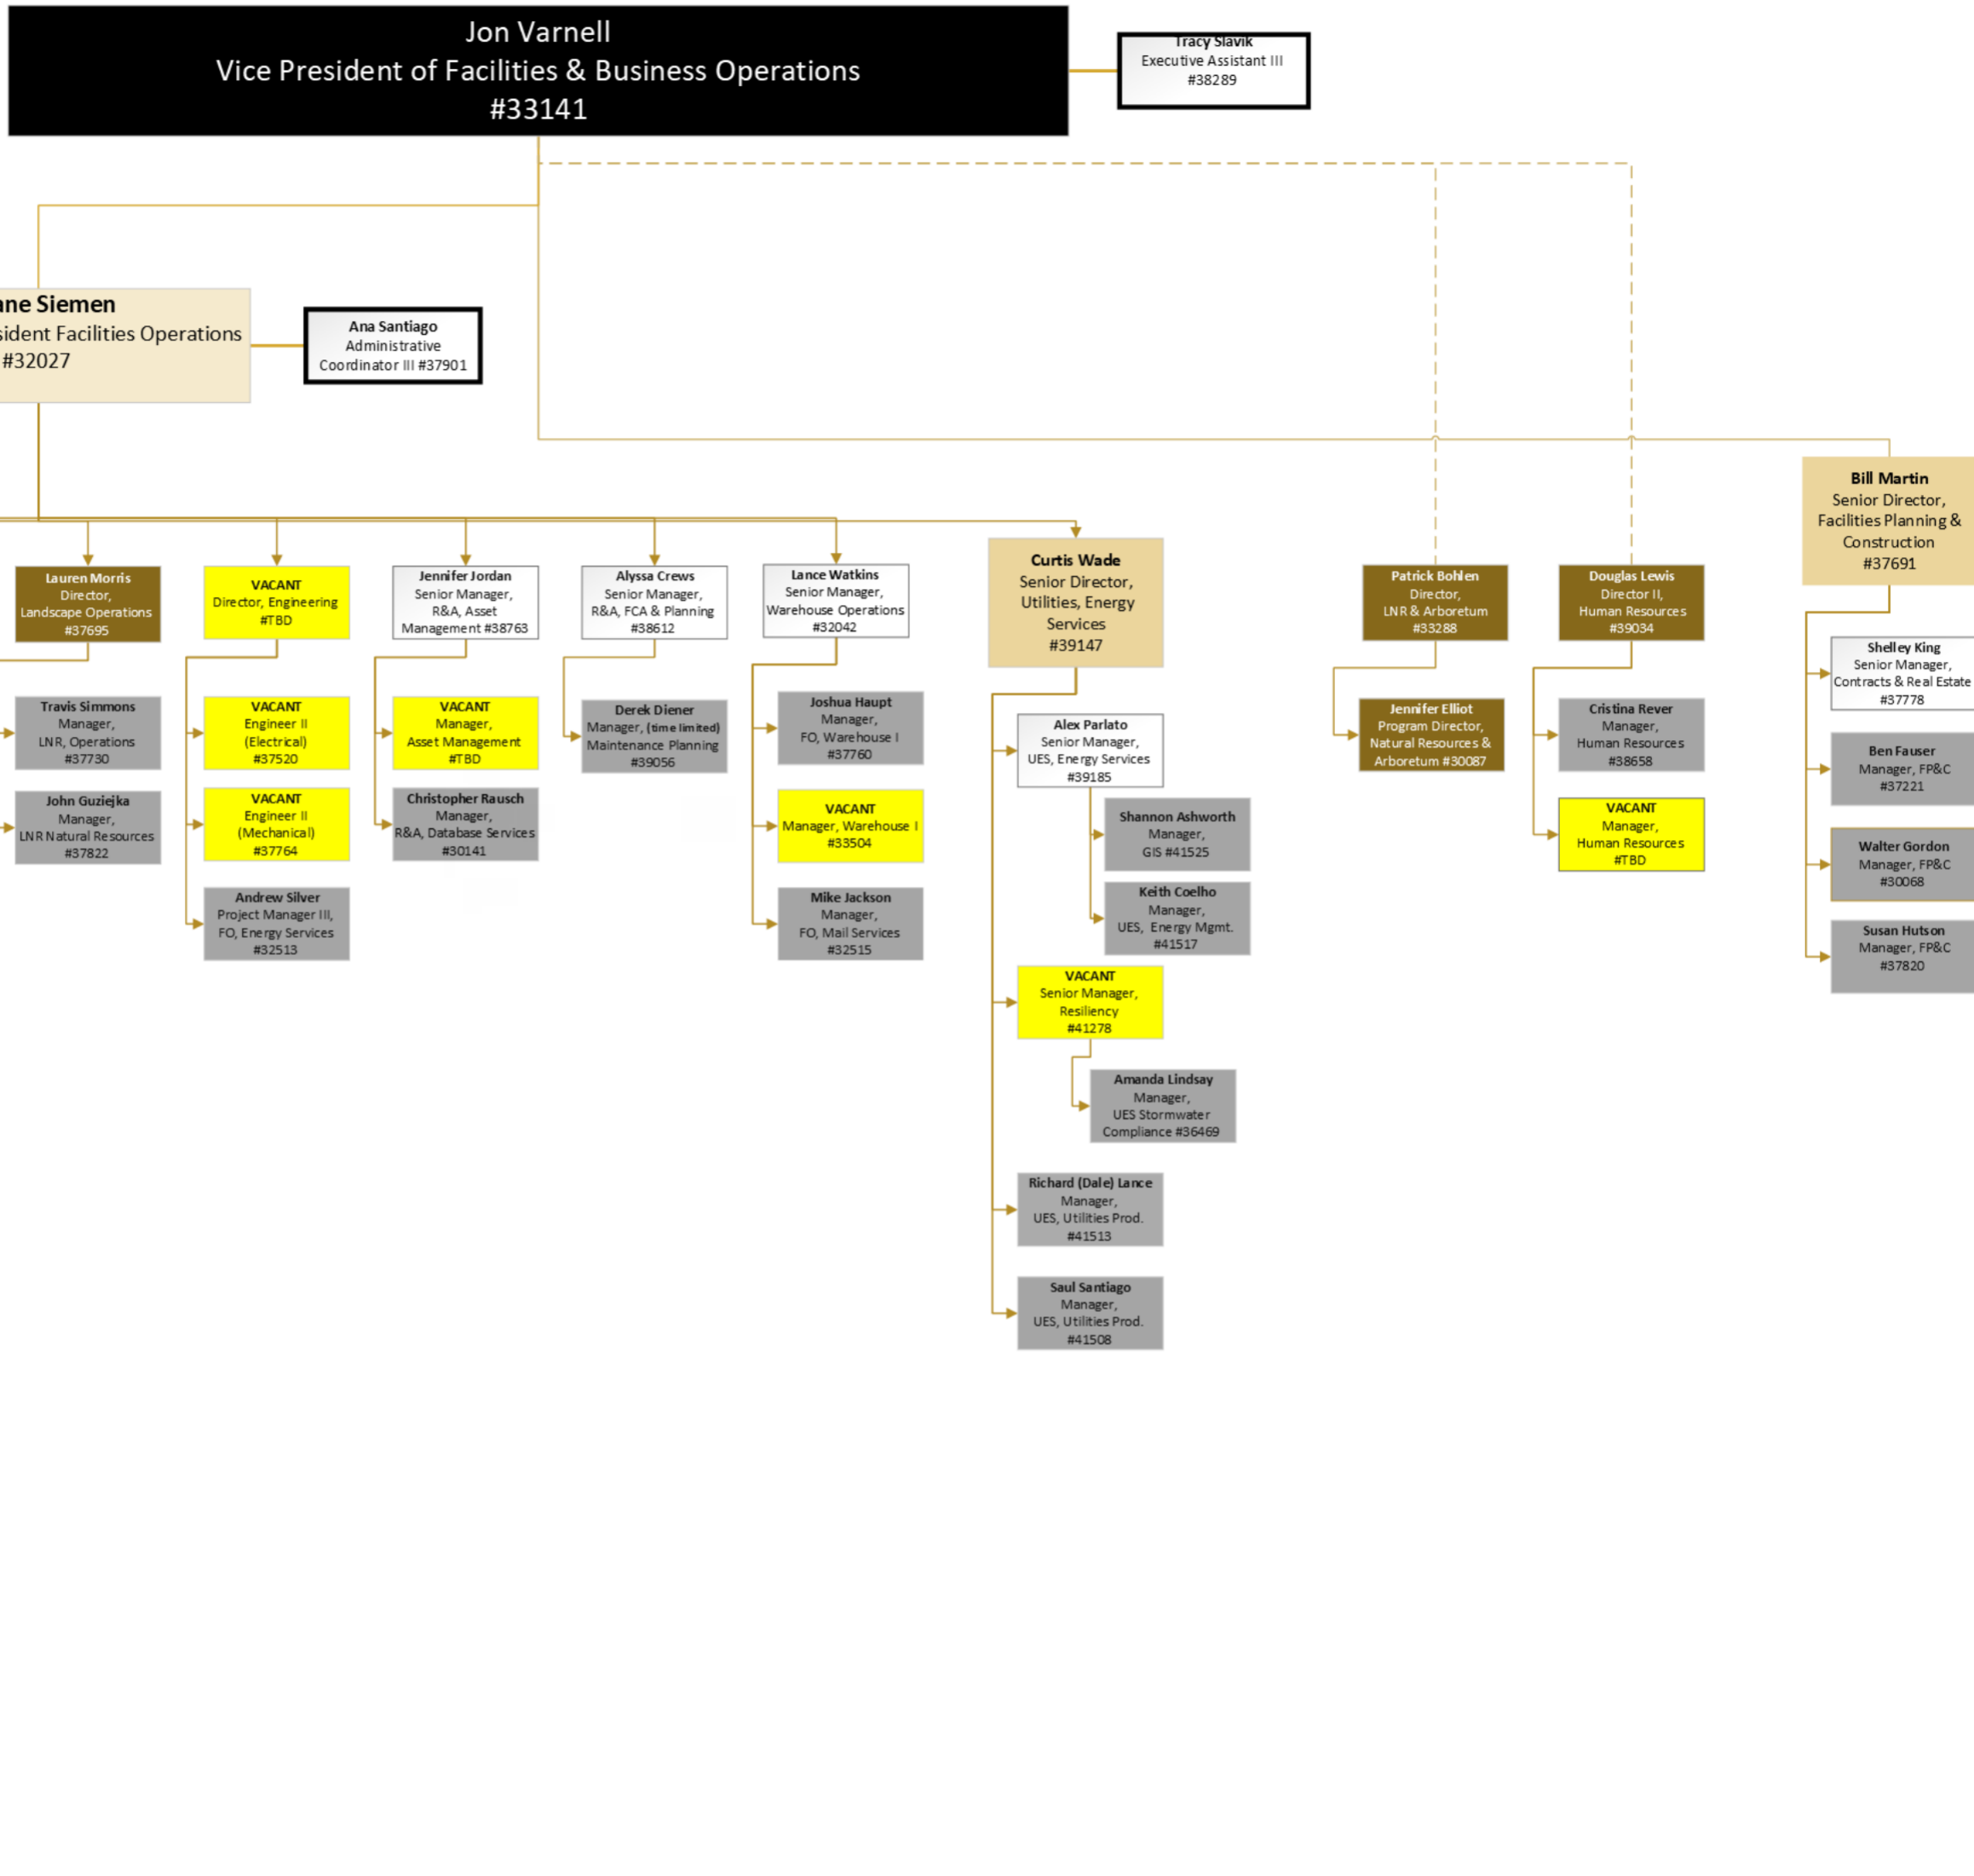 Jon Varnell
Vice President of Facilities & Business Operations
#33141
Tracy Slavik
Executive Assistant III
#38289
Siemen
Facilities Operations
#32027
Ana Santiago
Administrative
Coordinator III #37901
Bill Martin
Senior Director,
Facilities Planning &
Construction
#37691
Lauren Morris
Director,
Landscape Operations
#37695
VACANT
Director, Engineering
#TBD
Jennifer Jordan
Senior Manager,
R&A, Asset
Management #38763
Alyssa Crews
Senior Manager,
R&A, FCA & Planning
#38612
Lance Watkins
Senior Manager,
Warehouse Operations
#32042
Curtis Wade
Senior Director,
Utilities, Energy
Services
#39147
Patrick Bohlen
Director,
LNR & Arboretum
#33288
Douglas Lewis
Director II,
Human Resources
#39034
Travis Simmons
Manager,
LNR, Operations
#37730
John Guziejka
Manager,
LNR Natural Resources
#37822
VACANT
Engineer II
(Electrical)
#37520
VACANT
Engineer II
(Mechanical)
#37764
Andrew Silver
Project Manager III,
FO, Energy Services
#32513
VACANT
Manager,
Asset Management
#TBD
Christopher Rausch
Manager,
R&A, Database Services
#30141
Derek Diener
Manager, (time limited)
Maintenance Planning
#39056
Joshua Haupt
Manager,
FO, Warehouse I
#37760
VACANT
Manager, Warehouse I
#33504
Mike Jackson
Manager,
FO, Mail Services
#32515
Alex Parlato
Senior Manager,
UES, Energy Services
#39185
Shannon Ashworth
Manager,
GIS #41525
Keith Coelho
Manager,
UES, Energy Mgmt.
#41517
VACANT
Senior Manager,
Resiliency
#41278
Amanda Lindsay
Manager,
UES Stormwater
Compliance #36469
Richard (Dale) Lance
Manager,
UES, Utilities Prod.
#41513
Saul Santiago
Manager,
UES, Utilities Prod.
#41508
Jennifer Elliot
Program Director,
Natural Resources &
Arboretum #30087
Cristina Rever
Manager,
Human Resources
#38658
VACANT
Manager,
Human Resources
#TBD
Shelley King
Senior Manager,
Contracts & Real Estate
#37778
Ben Fauser
Manager, FP&C
#37221
Walter Gordon
Manager, FP&C
#30068
Susan Hutson
Manager, FP&C
#37820